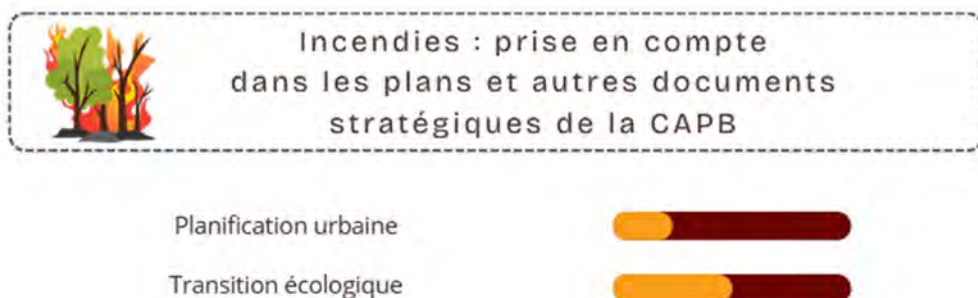 Incendies : prise en compte
dans les plans et autres documents
stratégiques de la CAPB
Planification urbaine
Transition écologique